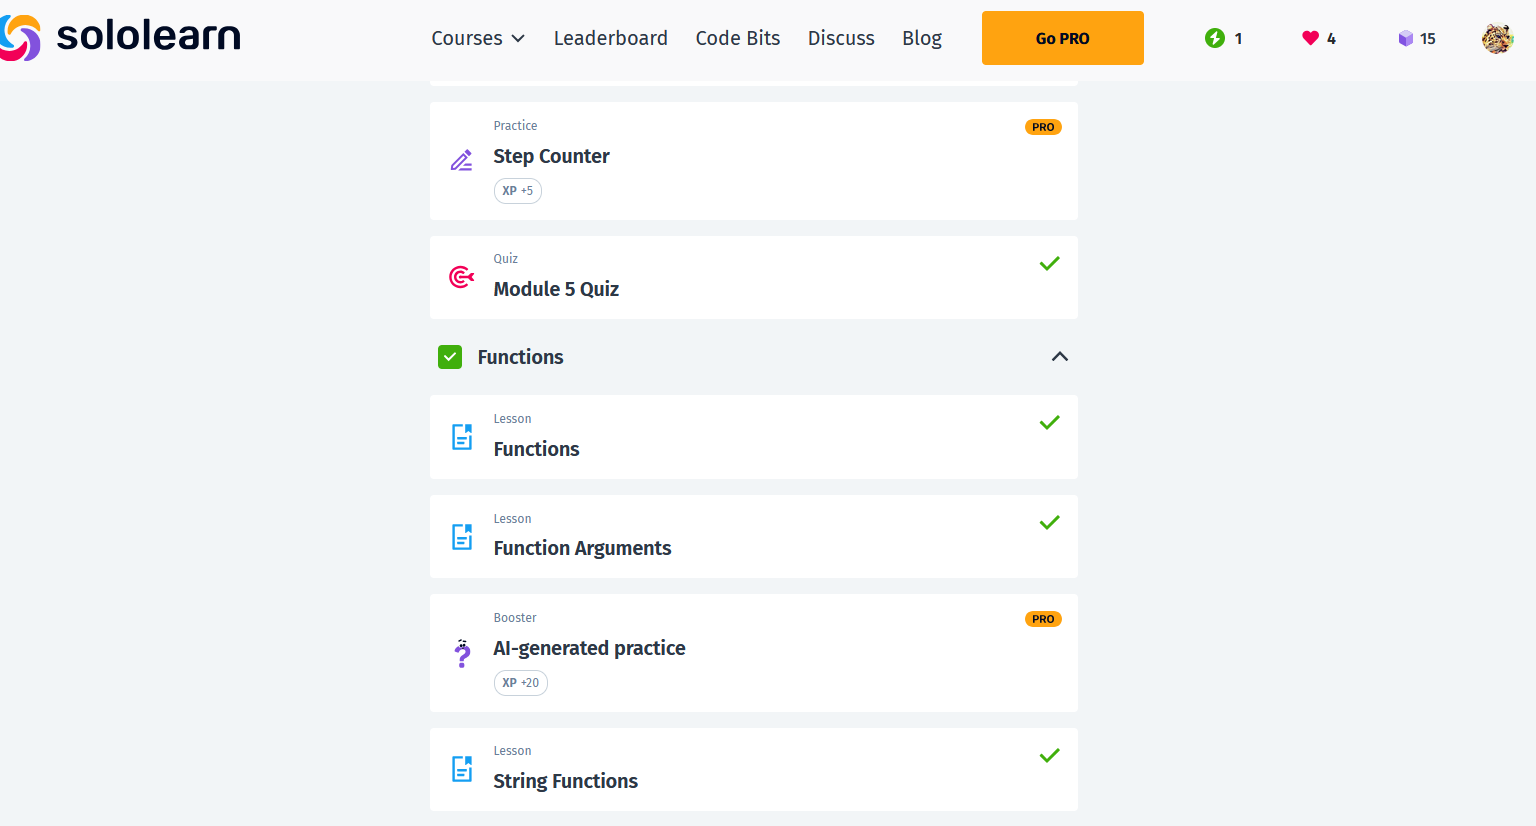 sololearn
Courses Leaderboard Code Bits Discuss Blog Go PRO 1 4 15
Practice PRO
Step Counter
XP +5
Quiz
Module 5 Quiz
Functions
Lesson
Functions
Lesson
Function Arguments
Booster PRO
AI-generated practice
XP +20
Lesson
String Functions